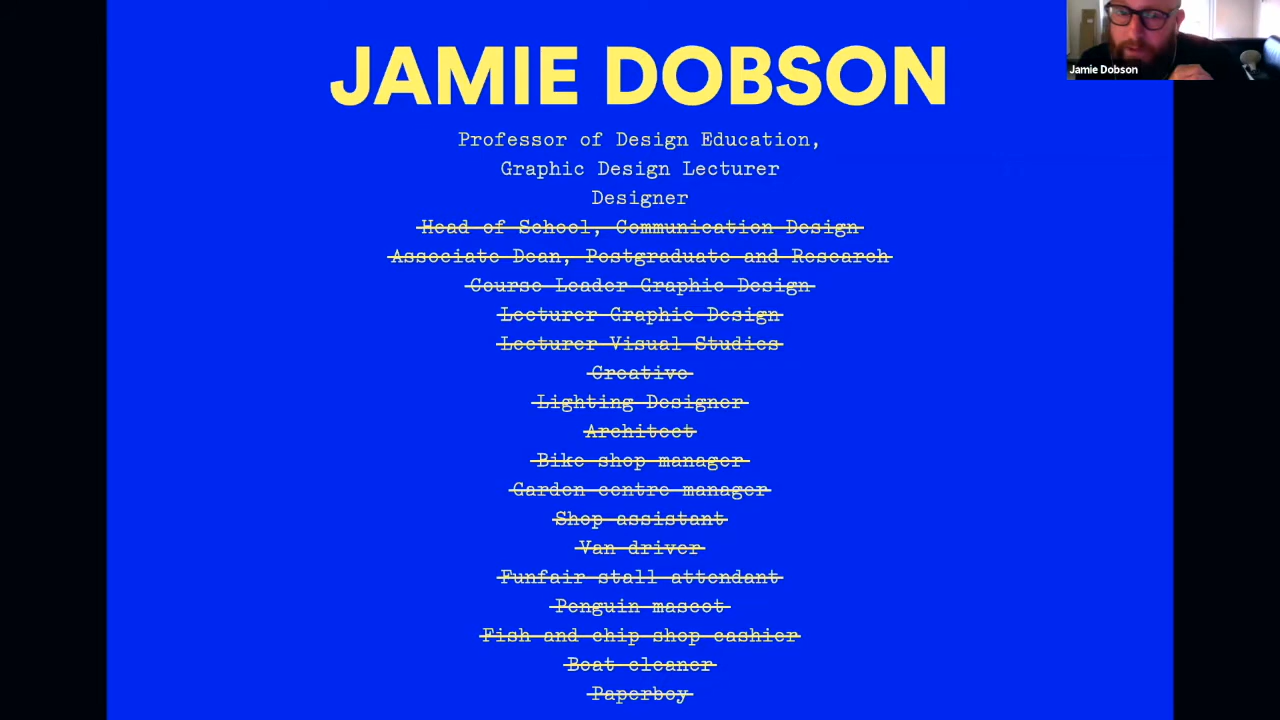 JAMIE DOBSON
Jamie Dobson
Professor of Design Education,
Graphic Design Lecturer
Designer
Head of School, Communication Design
Associate Dean, Postgraduate and Research
Course Leader Graphic Design
Lecturer Graphic Design
Lecturer Visual Studies
Creative
Lighting Designer
Architect
Bike shop manager
Garden centre manager
Shop assistant
Van driver
Funfair stall attendant
Penguin mascot
Fish and chip shop cashier
Boat cleaner
Paperboy